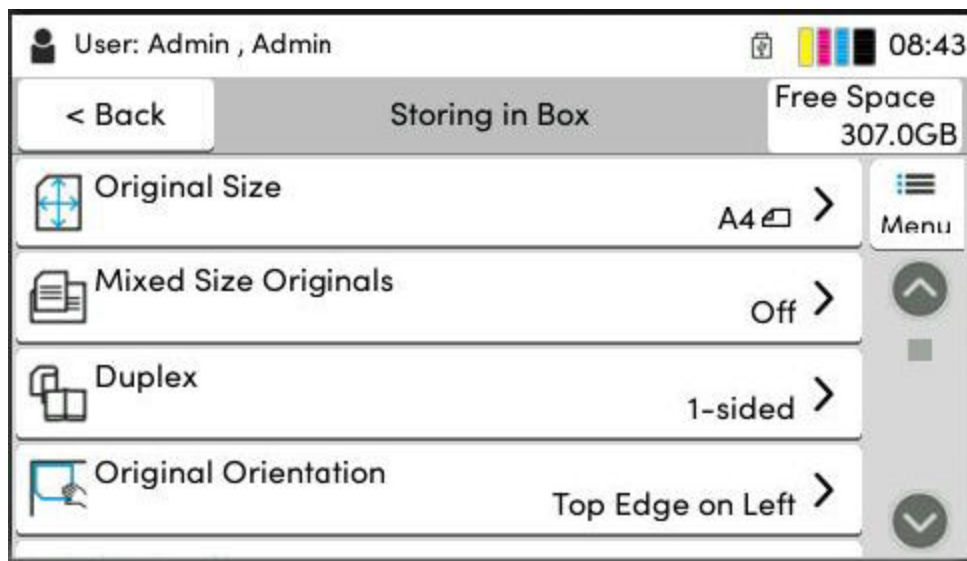 User: Admin , Admin
08:43
< Back
Storing in Box
Free Space
307.0GB
Original Size
A4
Menu
Mixed Size Originals
Off
Duplex
1-sided
Original Orientation
Top Edge on Left